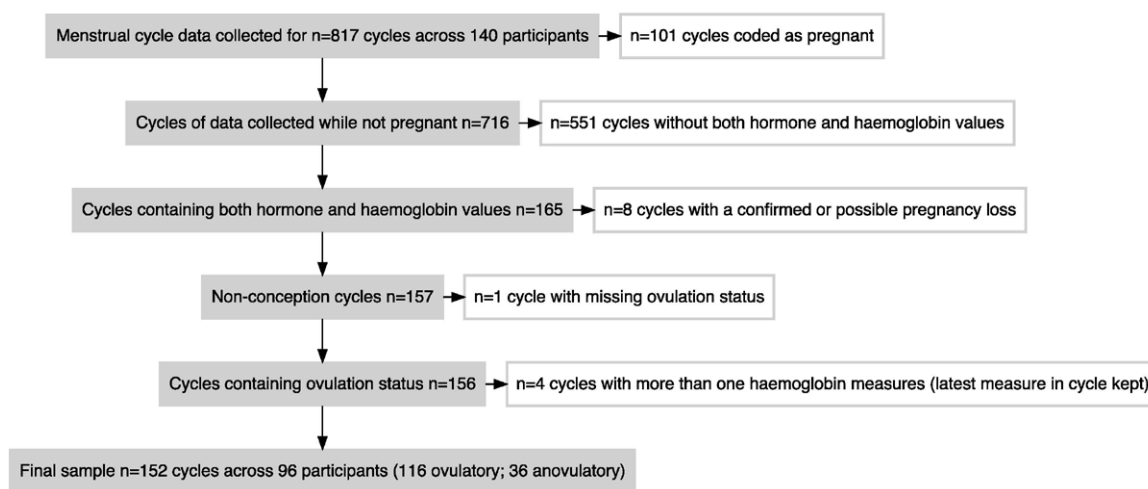 Menstrual cycle data collected for n=817 cycles across 140 participants
n=101 cycles coded as pregnant
Cycles of data collected while not pregnant n=716
n=551 cycles without both hormone and haemoglobin values
Cycles containing both hormone and haemoglobin values n=165
n=8 cycles with a confirmed or possible pregnancy loss
Non-conception cycles n=157
n=1 cycle with missing ovulation status
Cycles containing ovulation status n=156
n=4 cycles with more than one haemoglobin measures (latest measure in cycle kept)
Final sample n=152 cycles across 96 participants (116 ovulatory; 36 anovulatory)